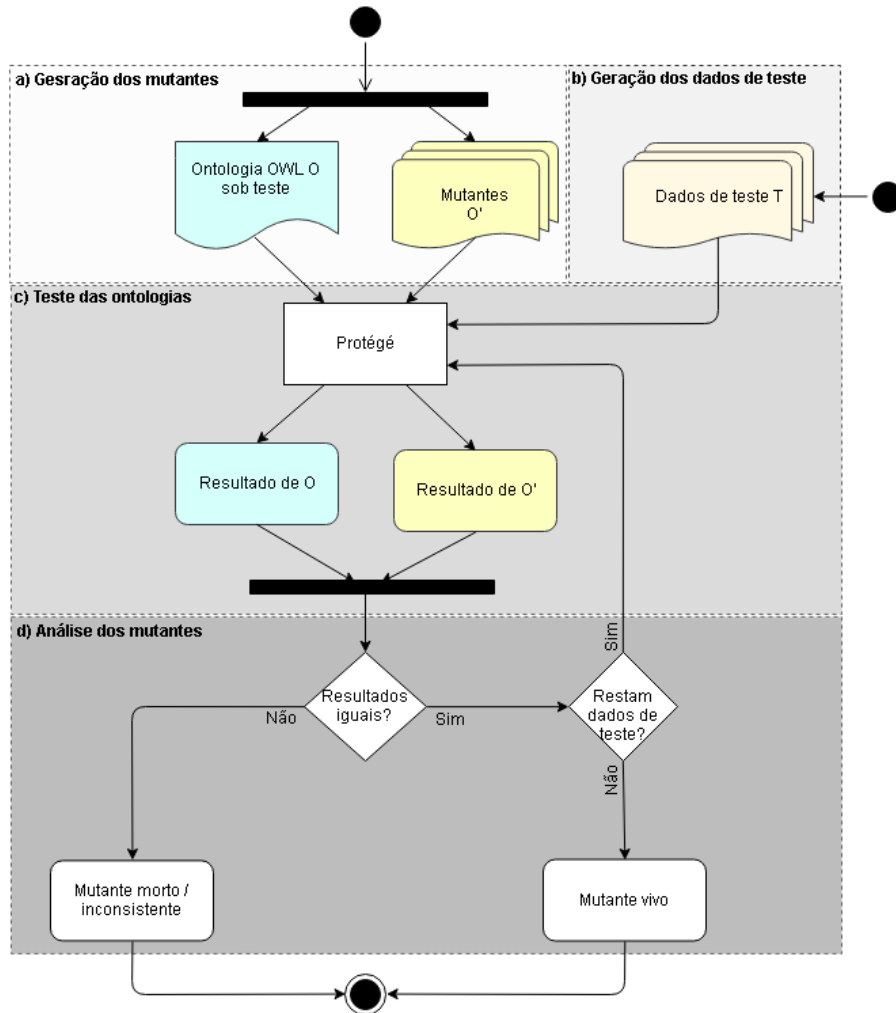 a) Gesração dos mutantes
b) Geração dos dados de teste
Ontologia OWL O
sob teste
Mutantes
O'
Dados de teste T
c) Teste das ontologias
Protégé
Resultado de O
Resultado de O'
d) Análise dos mutantes
Resultados
iguais?
Não
Sim
Restam
dados de
teste?
Sim
Não
Mutante morto /
inconsistente
Mutante vivo